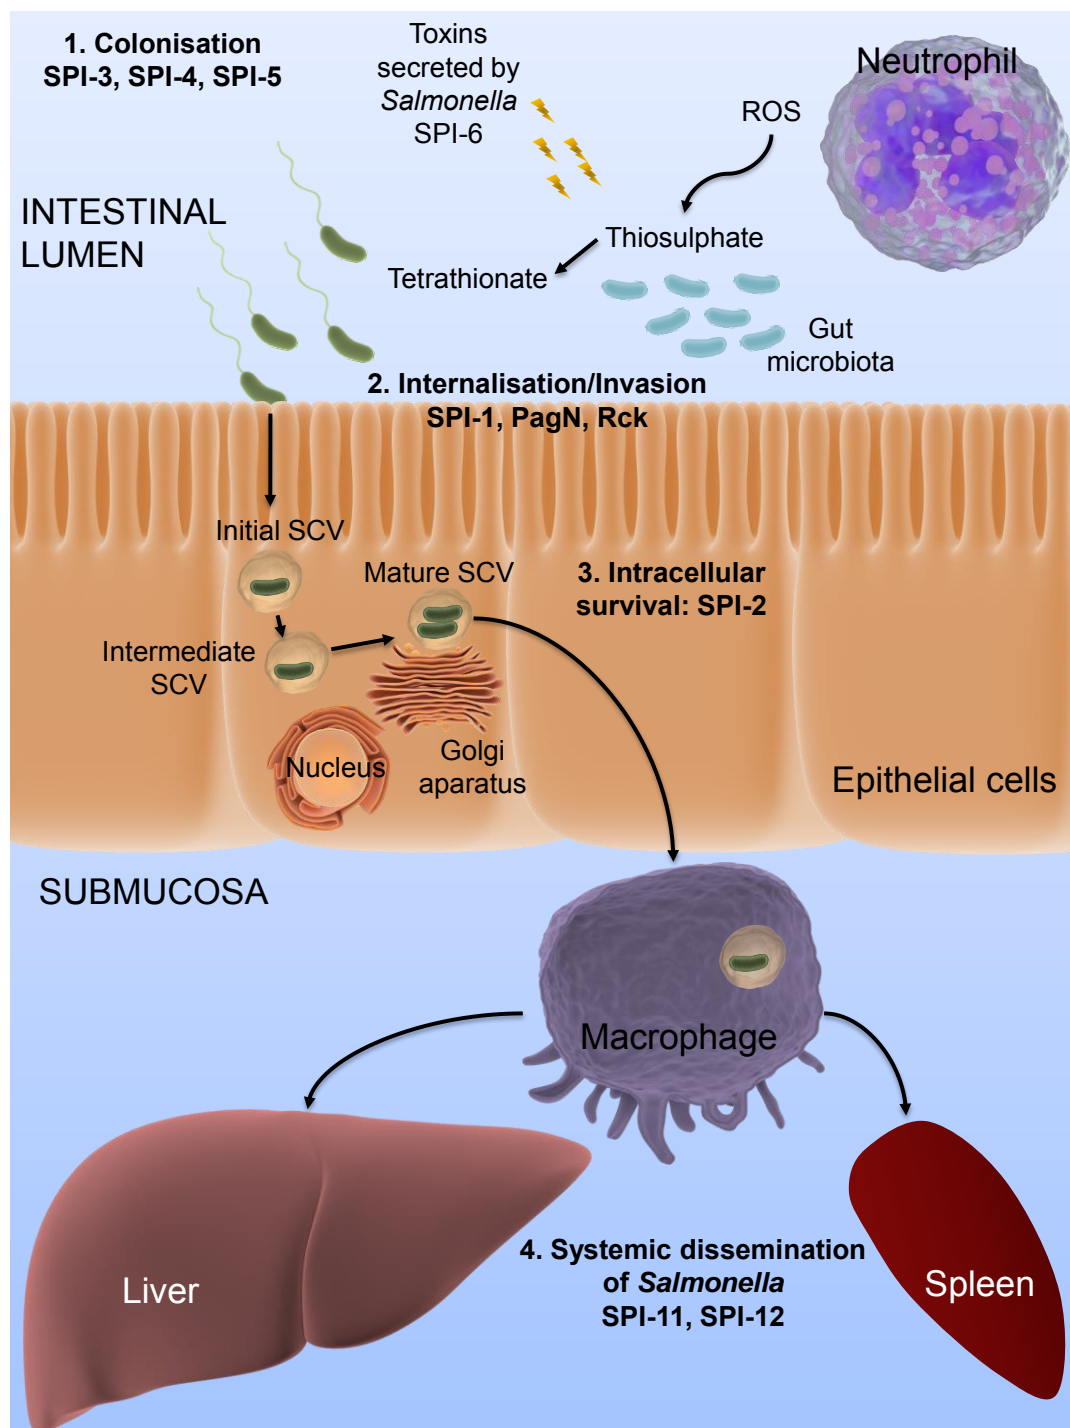 1. Colonisation
SPI-3, SPI-4, SPI-5
Toxins
secreted by
Salmonella
SPI-6
Neutrophil
ROS
INTESTINAL
LUMEN
Thiosulphate
Tetrathionate
Gut
microbiota
2. Internalisation/Invasion
SPI-1, PagN, Rck
Initial SCV
Mature SCV
3. Intracellular
survival: SPI-2
Intermediate
SCV
Nucleus
Golgi
aparatus
Epithelial cells
SUBMUCOSA
Macrophage
4. Systemic dissemination
of Salmonella
SPI-11, SPI-12
Liver
Spleen